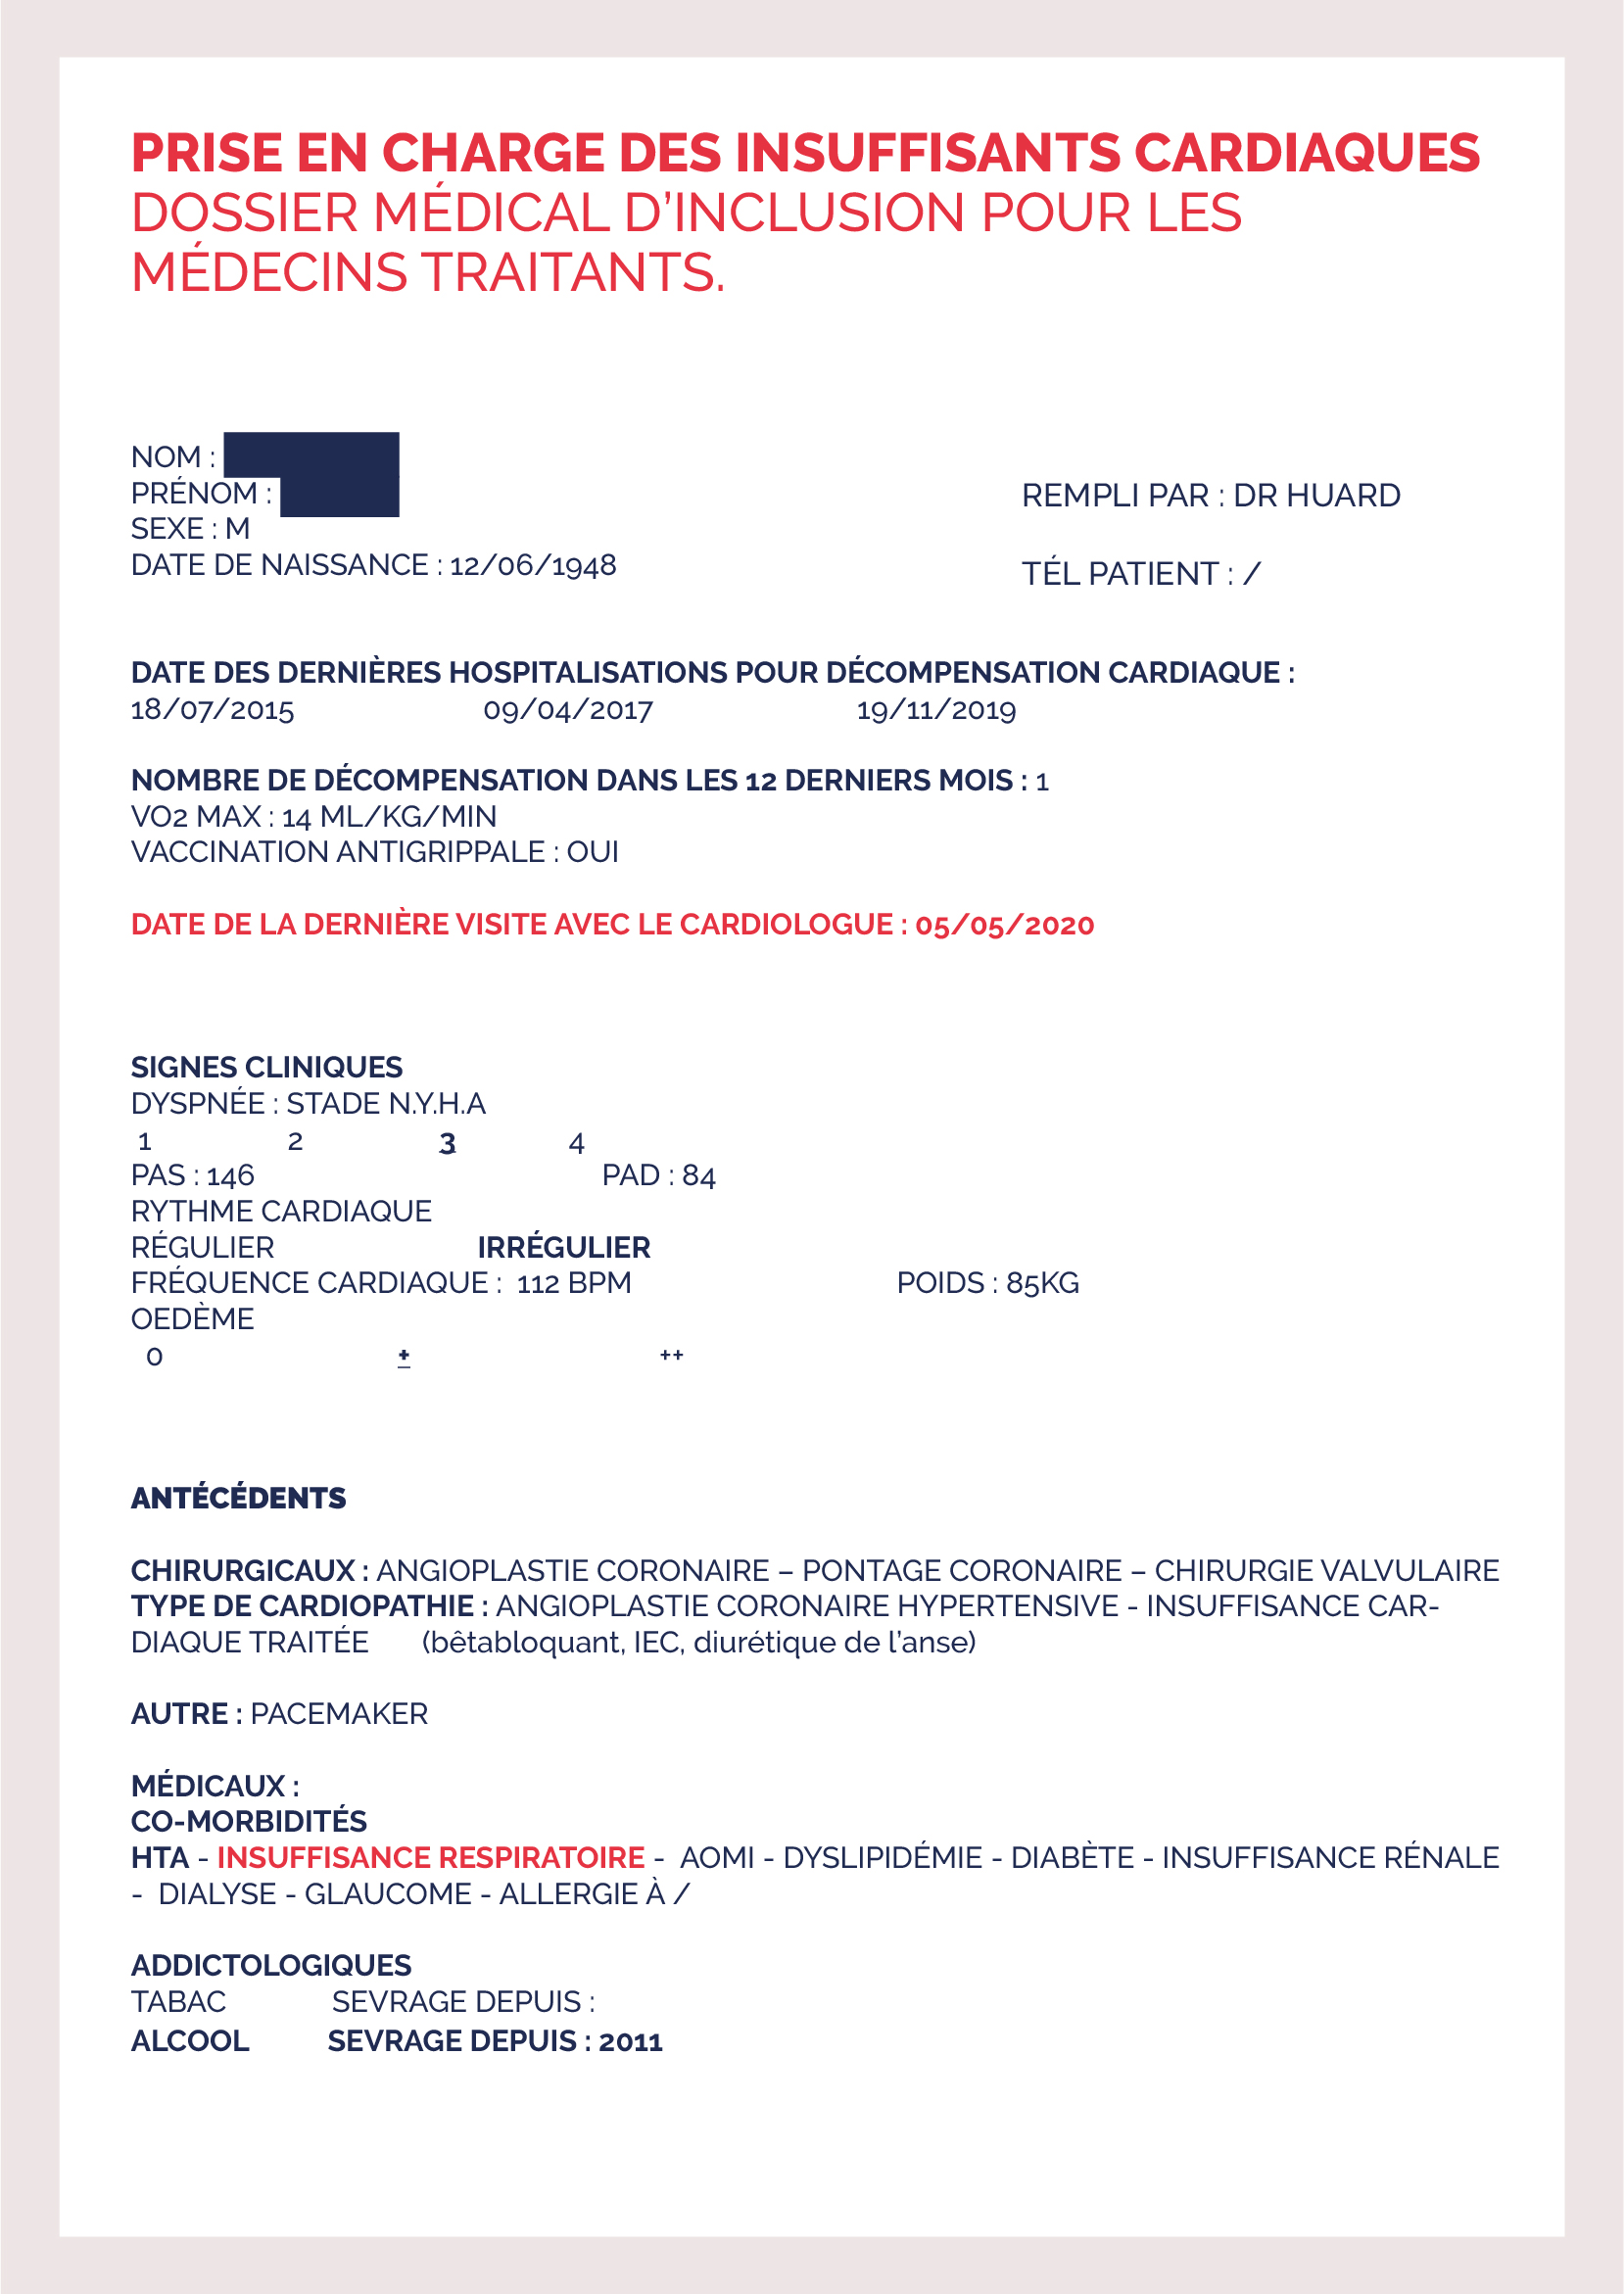 PRISE EN CHARGE DES INSUFFISANTS CARDIAQUES
DOSSIER MÉDICAL D'INCLUSION POUR LES
MÉDECINS TRAITANTS.
NOM :
PRÉNOM :
SEXE : M
DATE DE NAISSANCE : 12/06/1948
REMPLI PAR : DR HUARD
TÉL PATIENT : /
DATE DES DERNIÈRES HOSPITALISATIONS POUR DÉCOMPENSATION CARDIAQUE :
18/07/2015 09/04/2017 19/11/2019
NOMBRE DE DÉCOMPENSATION DANS LES 12 DERNIERS MOIS : 1
VO2 MAX : 14 ML/KG/MIN
VACCINATION ANTIGRIPPALE : OUI
DATE DE LA DERNIÈRE VISITE AVEC LE CARDIOLOGUE : 05/05/2020
SIGNES CLINIQUES
DYSPNÉE : STADE N.Y.H.A
1 2 3 4
PAS : 146 PAD : 84
RYTHME CARDIAQUE
RÉGULIER IRRÉGULIER
FRÉQUENCE CARDIAQUE : 112 BPM POIDS : 85KG
OEDÈME
0 + ++
ANTÉCÉDENTS
CHIRURGICAUX : ANGIOPLASTIE CORONAIRE – PONTAGE CORONAIRE – CHIRURGIE VALVULAIRE
TYPE DE CARDIOPATHIE : ANGIOPLASTIE CORONAIRE HYPERTENSIVE - INSUFFISANCE CAR-
DIAQUE TRAITÉE (bêtabloquant, IEC, diurétique de l'anse)
AUTRE : PACEMAKER
MÉDICAUX :
CO-MORBIDITÉS
HTA - INSUFFISANCE RESPIRATOIRE - AOMI - DYSLIPIDÉMIE - DIABÈTE - INSUFFISANCE RÉNALE
- DIALYSE - GLAUCOME - ALLERGIE À /
ADDICTOLOGIQUES
TABAC SEVRAGE DEPUIS :
ALCOOL SEVRAGE DEPUIS : 2011